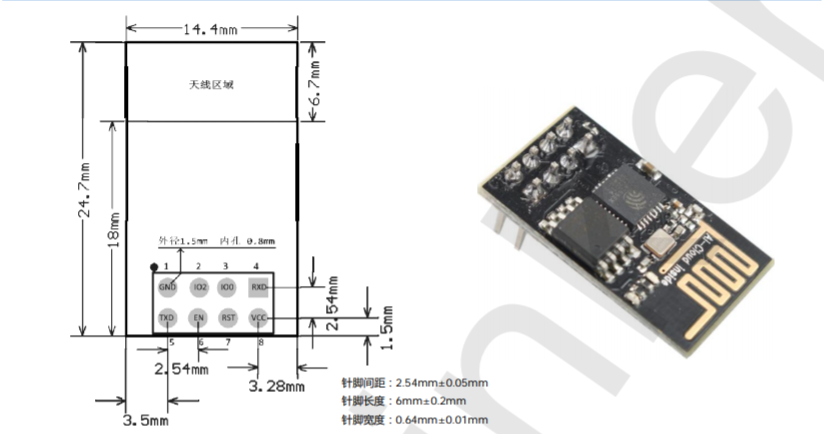 14.4mm
天线区域
6.7mm
24.7mm
18mm
外径1.5mm 内孔 0.8mm
1 2 3 4
GND IO2 IO0 RXD
TXD EN RST VCC
5 6 7 8
2.54mm
1.5mm
2.54mm
3.28mm
3.5mm
针脚间距：2.54mm±0.05mm
针脚长度：6mm±0.2mm
针脚宽度：0.64mm±0.01mm
AI-Cloud Inside